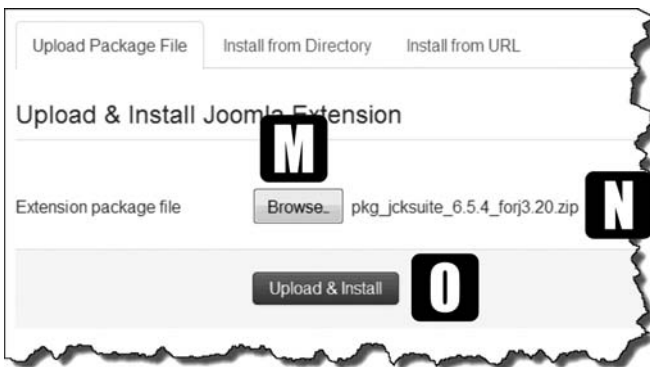 Upload Package File Install from Directory Install from URL
Upload & Install Joomla Extension
M
Extension package file Browse.. pkg_jcksuite_6.5.4_forj3.20.zip N
Upload & Install O